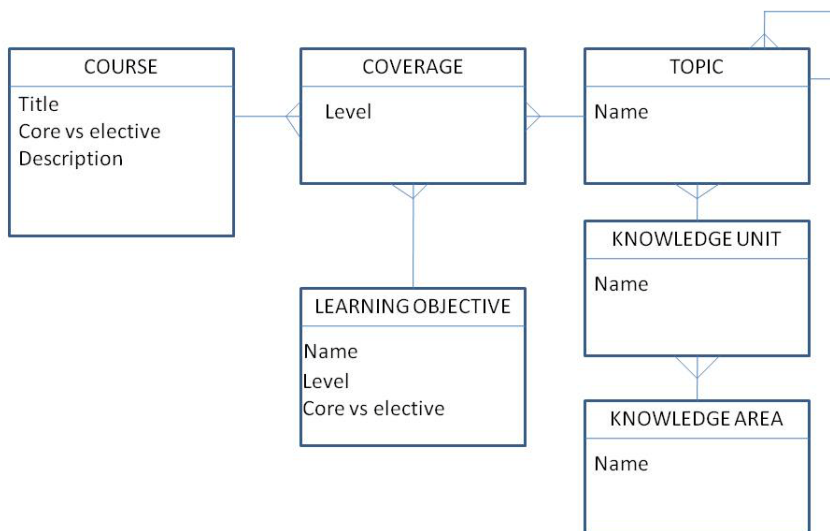 COURSE
Title
Core vs elective
Description
COVERAGE
Level
TOPIC
Name
LEARNING OBJECTIVE
Name
Level
Core vs elective
KNOWLEDGE UNIT
Name
KNOWLEDGE AREA
Name